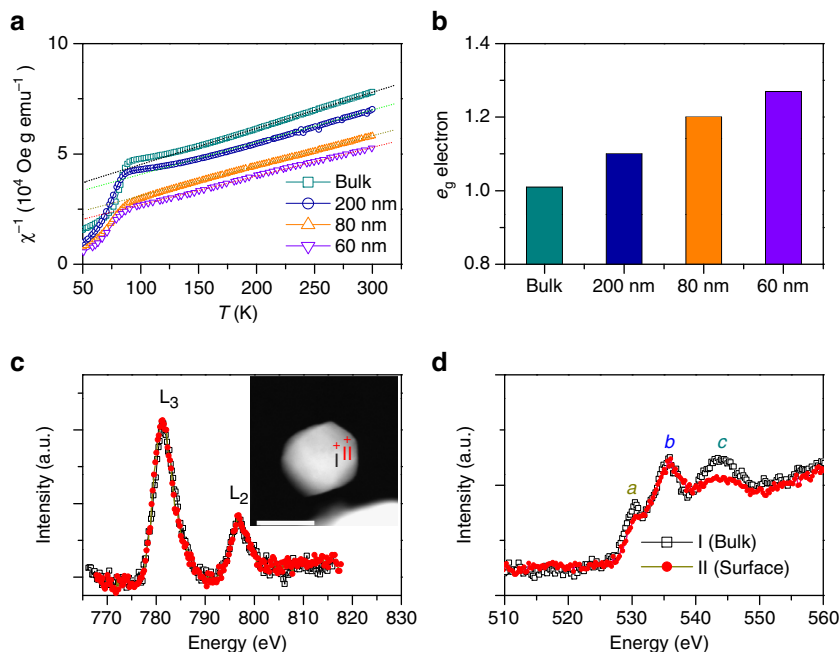 a
10
5
0
χ⁻¹ (10⁴ Oe g emu⁻¹)
Bulk
200 nm
80 nm
60 nm
50 100 150 200 250 300
T (K)
b
1.4
1.2
1.0
0.8
eg electron
Bulk 200 nm 80 nm 60 nm
c
Intensity (a.u.)
L3
L2
I
II
770 780 790 800 810 820 830
Energy (eV)
d
Intensity (a.u.)
a
b
c
I (Bulk)
II (Surface)
510 520 530 540 550 560
Energy (eV)